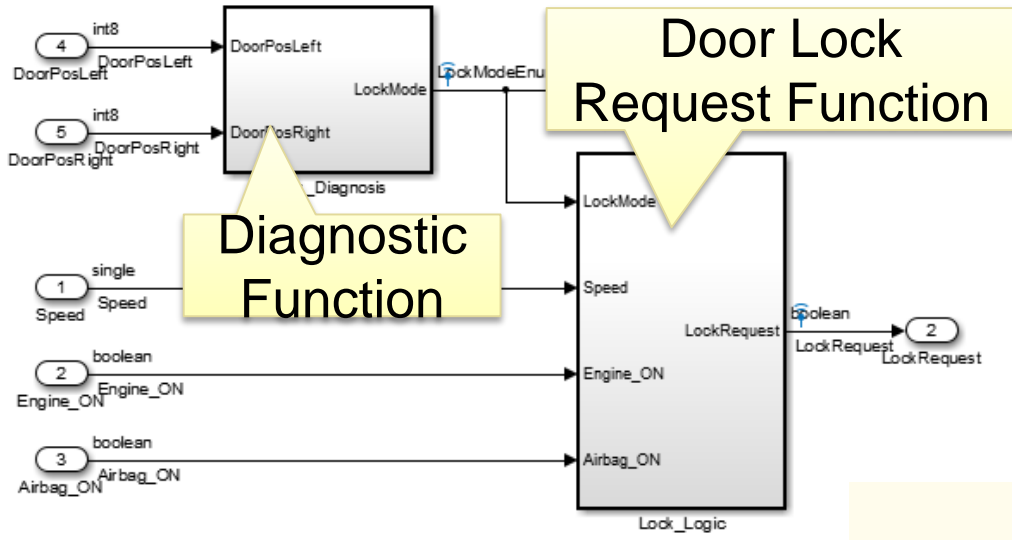 int8
4
DoorPosLeft
DoorPosLeft
DoorPosLeft
LockMode
LockModeEnu
Door Lock
Request Function
int8
5
DoorPosRight
DoorPosRight
DoorPosRight
_Diagnosis
Diagnostic
Function
LockMode
single
1
Speed
Speed
Speed
boolean
LockRequest
2
LockRequest
LockRequest
boolean
2
Engine_ON
Engine_ON
Engine_ON
boolean
3
Airbag_ON
Airbag_ON
Airbag_ON
Lock_Logic